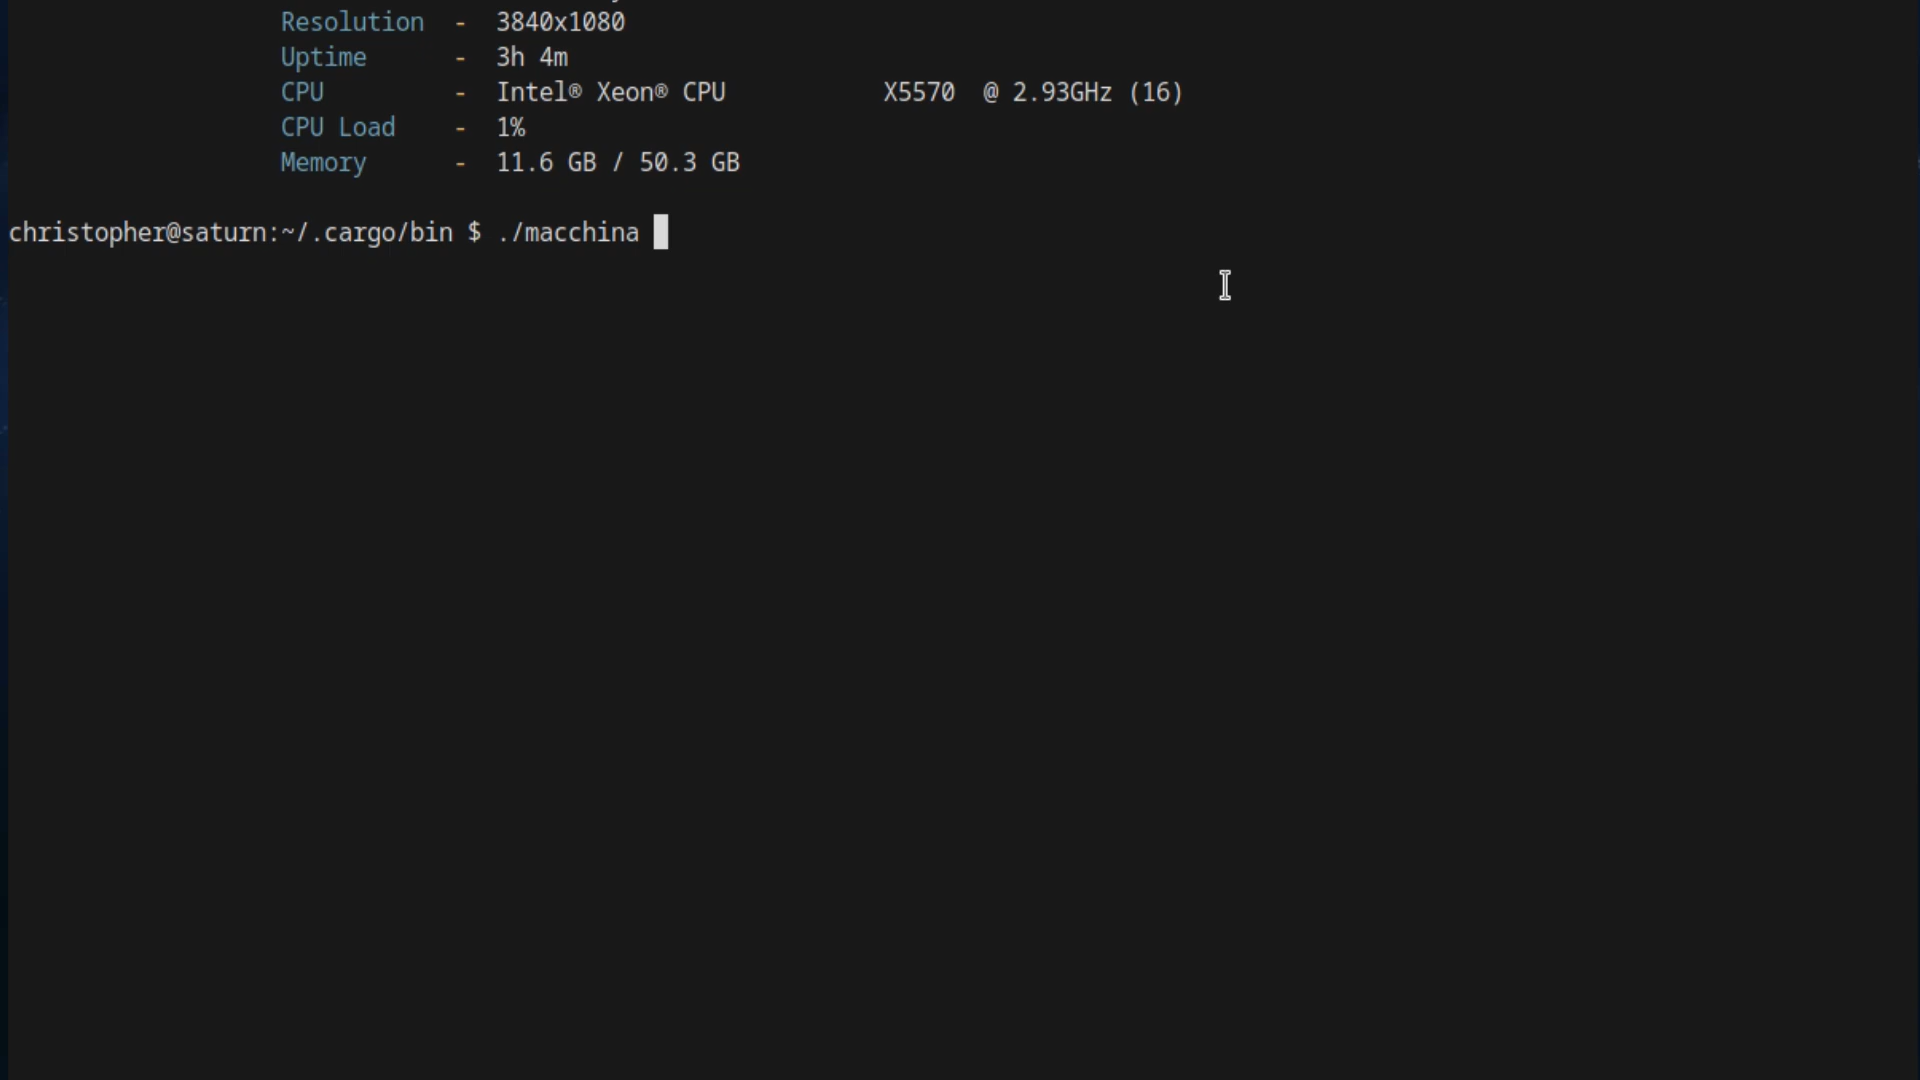 Resolution - 3840x1080
Uptime - 3h 4m
CPU - Intel® Xeon® CPU X5570 @ 2.93GHz (16)
CPU Load - 1%
Memory - 11.6 GB / 50.3 GB
christopher@saturn:~/.cargo/bin $ ./macchina